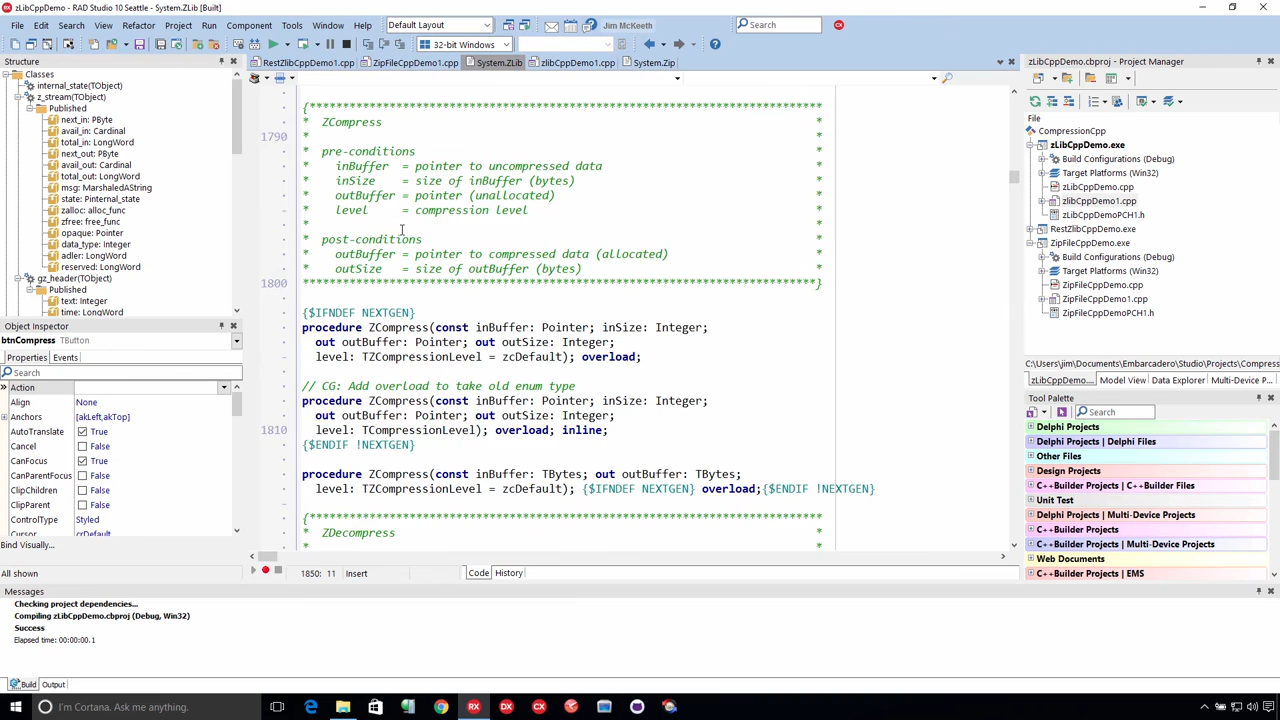 zLibCppDemo - RAD Studio 10 Seattle - System.ZLib [Built]
File Edit Search View Refactor Project Run Component Tools Window Help Default Layout Jim McKeeth Search
32-bit Windows
Structure
Classes
internal_state(TObject)
z_stream(TObject)
Published
next_in: PByte
avail_in: Cardinal
total_in: LongWord
next_out: PByte
avail_out: Cardinal
total_out: LongWord
msg: MarshaledAString
state: Pinternal_state
zalloc: alloc_func
zfree: free_func
opaque: Pointer
data_type: Integer
adler: LongWord
reserved: LongWord
gz_header(TObject)
Published
text: Integer
time: LongWord
Object Inspector
btnCompress TButton
Properties Events
Search
Action
Align None
Anchors [akLeft,akTop]
AutoTranslate True
Cancel False
CanFocus True
CanParentFocus False
ClipChildren False
ClipParent False
ControlType Styled
Cursor crDefault
Bind Visually...
All shown
RestZlibCppDemo1.cpp ZipFileCppDemo1.cpp System.ZLib zlibCppDemo1.cpp System.Zip
{*****************************************************************************
* ZCompress *
1790 * *
* pre-conditions *
* inBuffer = pointer to uncompressed data *
* inSize = size of inBuffer (bytes) *
* outBuffer = pointer (unallocated) *
* level = compression level *
* *
* post-conditions *
* outBuffer = pointer to compressed data (allocated) *
* outSize = size of outBuffer (bytes) *
1800 *****************************************************************************}
{$IFNDEF NEXTGEN}
procedure ZCompress(const inBuffer: Pointer; inSize: Integer;
out outBuffer: Pointer; out outSize: Integer;
level: TZCompressionLevel = zcDefault); overload;
// CG: Add overload to take old enum type
procedure ZCompress(const inBuffer: Pointer; inSize: Integer;
out outBuffer: Pointer; out outSize: Integer;
1810 level: TCompressionLevel); overload; inline;
{$ENDIF !NEXTGEN}
procedure ZCompress(const inBuffer: TBytes; out outBuffer: TBytes;
level: TZCompressionLevel = zcDefault); {$IFNDEF NEXTGEN} overload;{$ENDIF !NEXTGEN}
{*****************************************************************************
* ZDecompress *
* *
1850: 11 Insert Code History
zLibCppDemo.cbproj - Project Manager
File
CompressionCpp
zLibCppDemo.exe
Build Configurations (Debug)
Target Platforms (Win32)
zLibCppDemo.cpp
zlibCppDemo1.cpp
zLibCppDemoPCH1.h
RestZlibCppDemo.exe
ZipFileCppDemo.exe
Build Configurations (Debug)
Target Platforms (Win32)
ZipFileCppDemo.cpp
ZipFileCppDemo1.cpp
ZipFileCppDemoPCH1.h
C:\Users\jim\Documents\Embarcadero\Studio\Projects\Compress
zLibCppDemo.... Model View Data Explorer Multi-Device P...
Tool Palette
Search
Delphi Projects
Delphi Projects | Delphi Files
Other Files
Design Projects
C++Builder Projects | C++Builder Files
Unit Test
Delphi Projects | Multi-Device Projects
C++Builder Projects
C++Builder Projects | Multi-Device Projects
Web Documents
C++Builder Projects | EMS
Messages
Checking project dependencies...
Compiling zLibCppDemo.cbproj (Debug, Win32)
Success
Elapsed time: 00:00:00.1
Build Output
I'm Cortana. Ask me anything.
RX DX CX